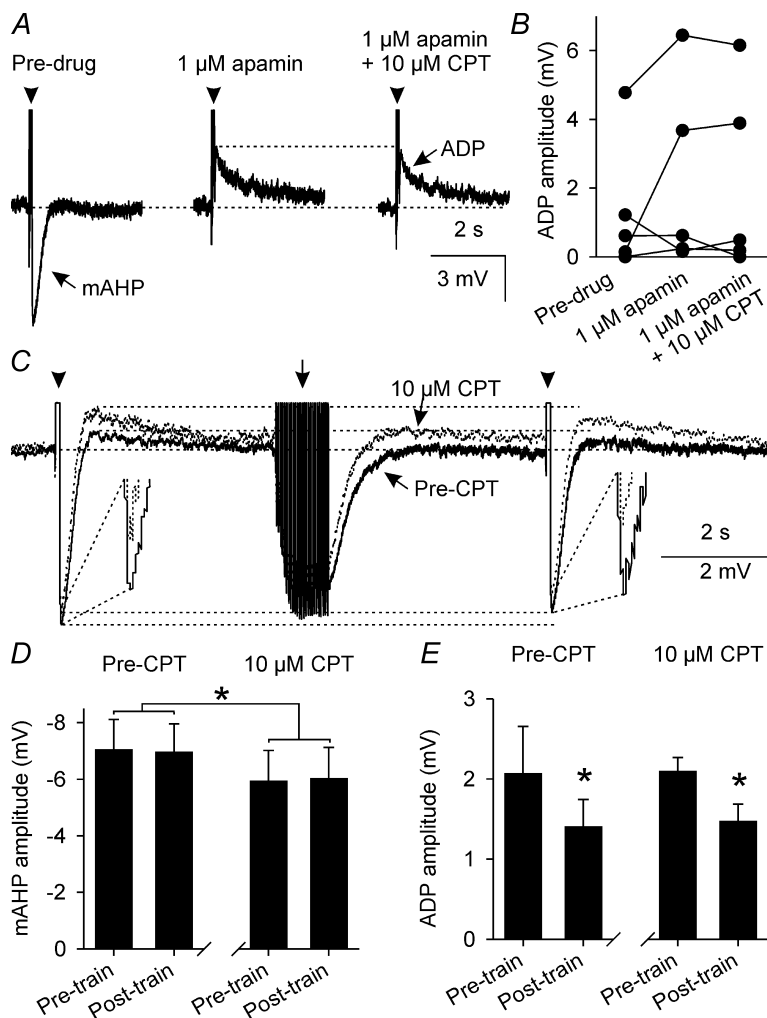 A
Pre-drug
1 µM apamin
1 µM apamin
+ 10 µM CPT
ADP
mAHP
2 s
3 mV
B
ADP amplitude (mV)
6
4
2
0
Pre-drug
1 µM apamin
1 µM apamin
+ 10 µM CPT
C
10 µM CPT
Pre-CPT
2 s
2 mV
D
Pre-CPT
10 µM CPT
*
mAHP amplitude (mV)
-8
-6
-4
-2
0
Pre-train
Post-train
Pre-train
Post-train
E
Pre-CPT
10 µM CPT
ADP amplitude (mV)
3
2
1
0
*
*
Pre-train
Post-train
Pre-train
Post-train